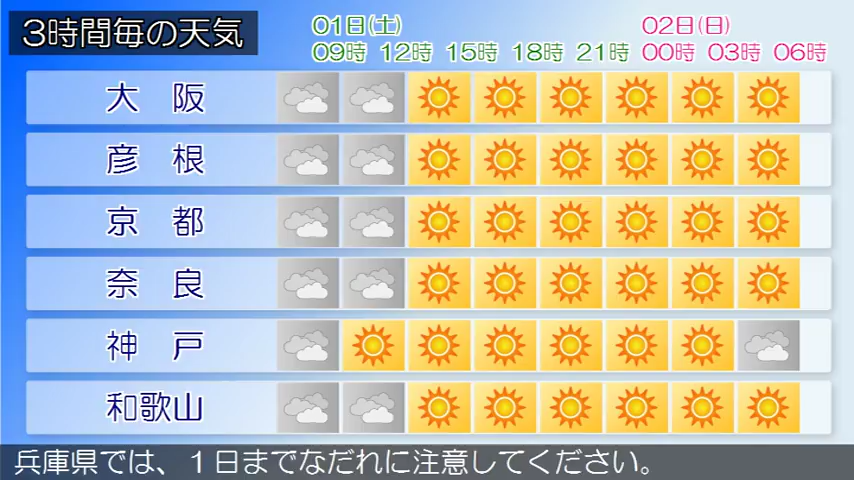 3時間毎の天気
01日(土) 02日(日)
09時 12時 15時 18時 21時 00時 03時 06時
大 阪
彦 根
京 都
奈 良
神 戸
和歌山
兵庫県では、１日までなだれに注意してください。